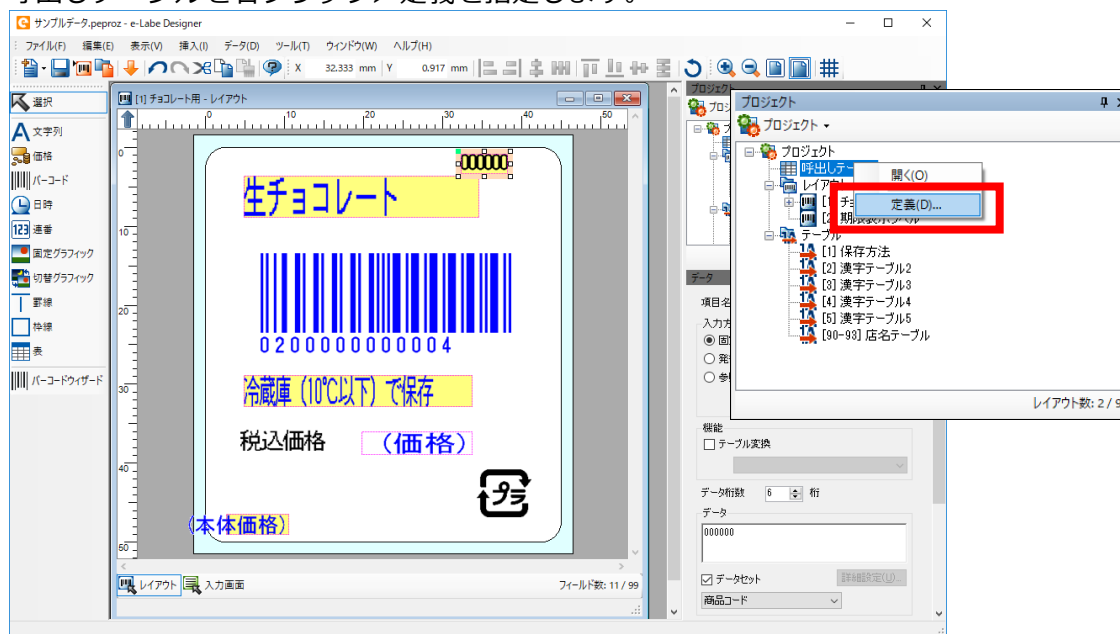 呼出しテーブルを右クリック、定義を指定します。
サンプルデータ.peproz - e-Labe Designer
ファイル(F) 編集(E) 表示(V) 挿入(I) データ(D) ツール(T) ウィンドウ(W) ヘルプ(H)
X 32.333 mm Y 0.917 mm
選択
文字列
価格
バーコード
日時
123 連番
固定グラフィック
切替グラフィック
罫線
枠線
表
バーコードウィザード
[1] チョコレート用 - レイアウト
0 10 20 30 40 50
0
10
20
30
40
50
00000
生チョコレート
0200000000004
冷蔵庫（10℃以下）で保存
税込価格 （価格）
プラ
（本体価格）
レイアウト 入力画面 フィールド数: 11 / 99
プロジェクト
プロジェクト
プロジェクト
呼出しテー
開く(O)
定義(D)...
レイアウト
[1] チョ
[2] 期限表示ラベル
テーブル
[1] 保存方法
[2] 漢字テーブル2
[3] 漢字テーブル3
[4] 漢字テーブル4
[5] 漢字テーブル5
[90-93] 店名テーブル
レイアウト数: 2 / 9
データ
項目名
入力方
機能
テーブル変換
データ桁数 6 桁
データ
000000
データセット 詳細設定(U)...
商品コード